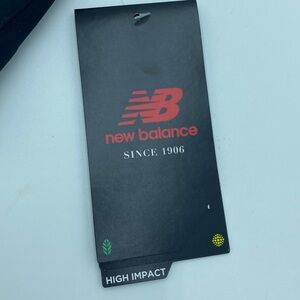 NB
new balance
SINCE 1906
HIGH IMPACT